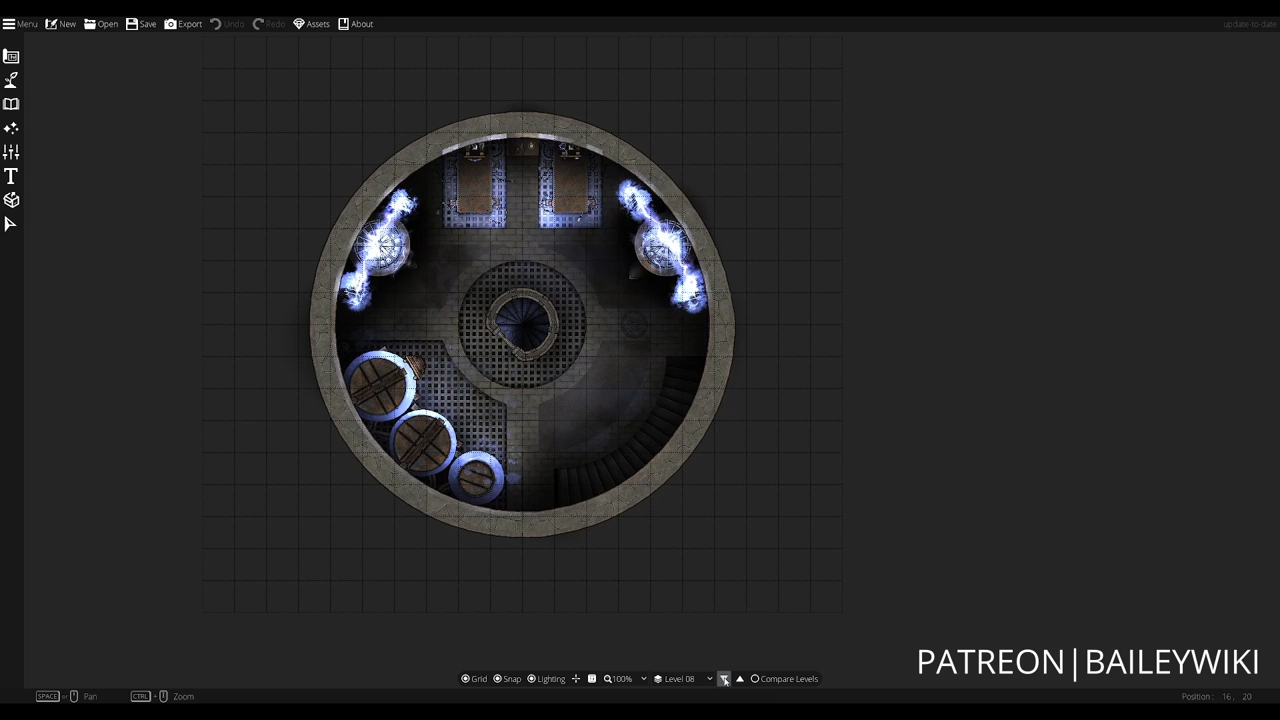 Menu New Open Save Export Undo Redo Assets About update-to-date
Grid Snap Lighting 100% Level 08 Compare Levels
PATREON|BAILEYWIKI
SPACE or Pan CTRL + Zoom Position : 16 , 20